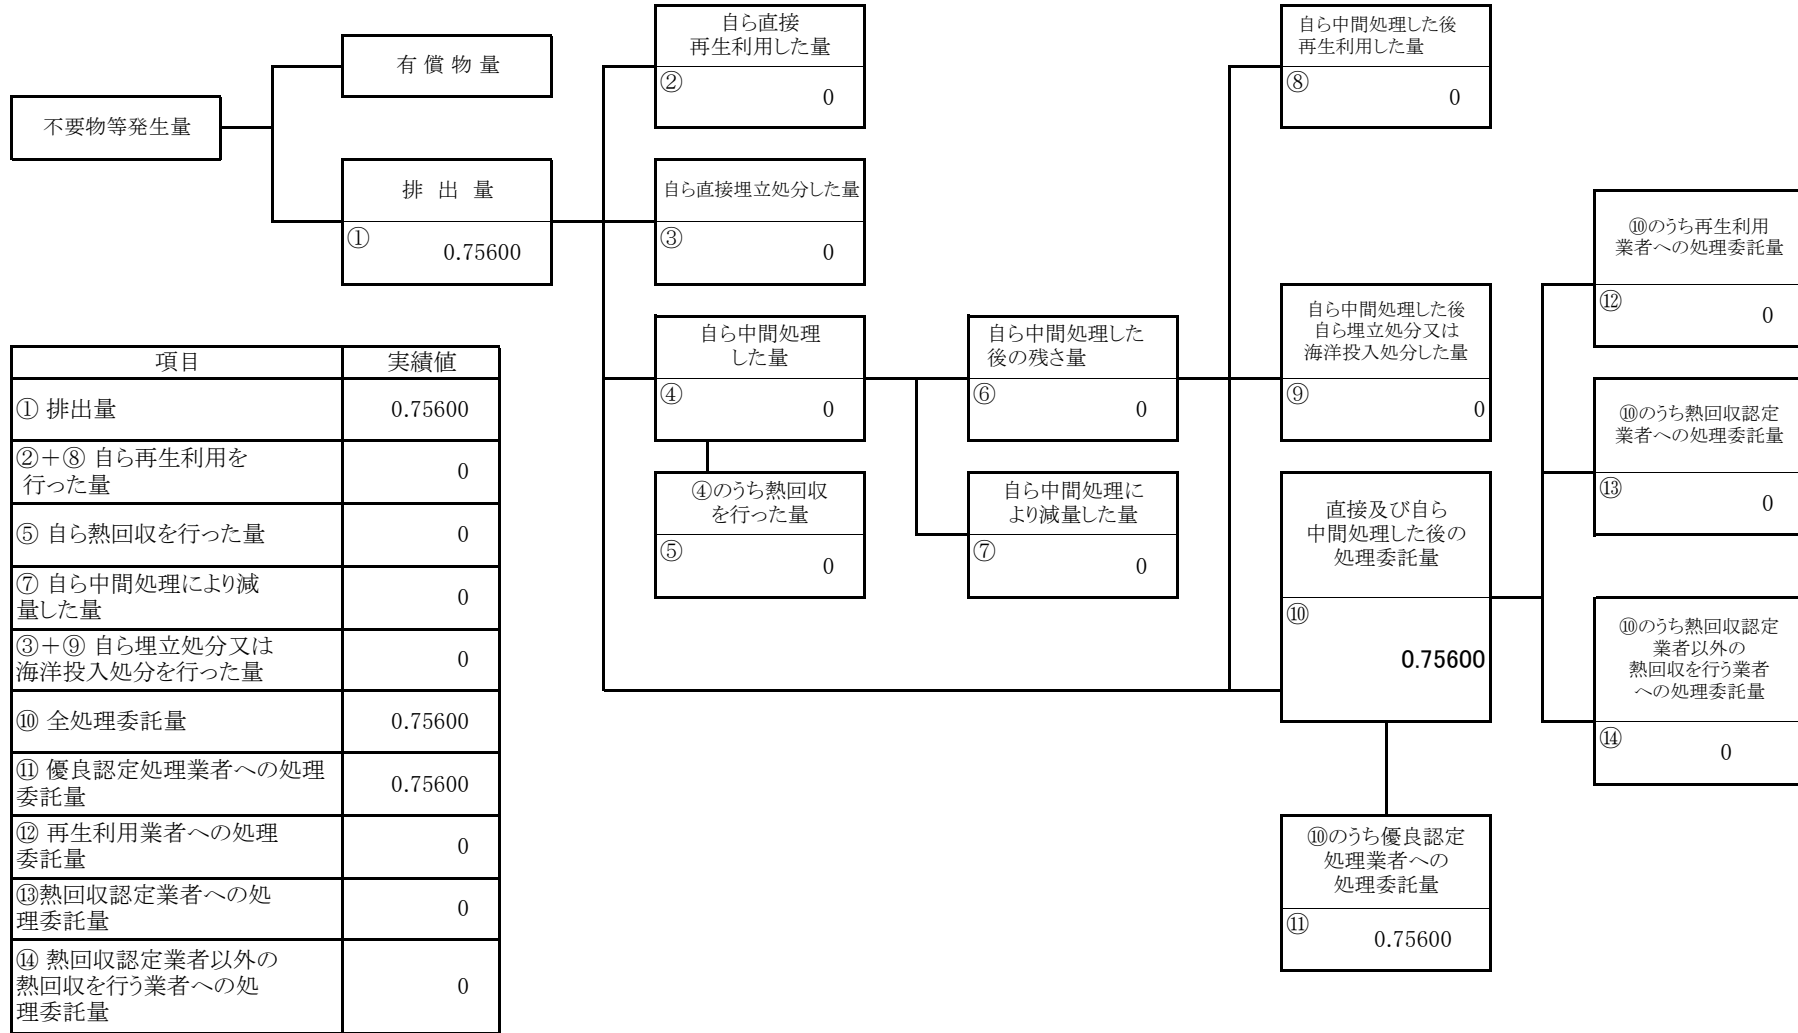 不要物等発生量
有 償 物 量
排 出 量
①
0.75600
自ら直接
再生利用した量
②
0
自ら直接埋立処分した量
③
0
自ら中間処理
した量
④
0
④のうち熱回収
を行った量
⑤
0
自ら中間処理した
後の残さ量
⑥
0
自ら中間処理に
より減量した量
⑦
0
自ら中間処理した後
再生利用した量
⑧
0
自ら中間処理した後
自ら埋立処分又は
海洋投入処分した量
⑨
0
直接及び自ら
中間処理した後の
処理委託量
⑩
0.75600
⑩のうち優良認定
処理業者への
処理委託量
⑪
0.75600
⑩のうち再生利用
業者への処理委託量
⑫
0
⑩のうち熱回収認定
業者への処理委託量
⑬
0
⑩のうち熱回収認定
業者以外の
熱回収を行う業者
への処理委託量
⑭
0
項目 実績値
① 排出量 0.75600
②＋⑧ 自ら再生利用を
行った量 0
⑤ 自ら熱回収を行った量 0
⑦ 自ら中間処理により減
量した量 0
③＋⑨ 自ら埋立処分又は
海洋投入処分を行った量 0
⑩ 全処理委託量 0.75600
⑪ 優良認定処理業者への処理
委託量 0.75600
⑫ 再生利用業者への処理
委託量 0
⑬熱回収認定業者への処
理委託量 0
⑭ 熱回収認定業者以外の
熱回収を行う業者への処
理委託量 0